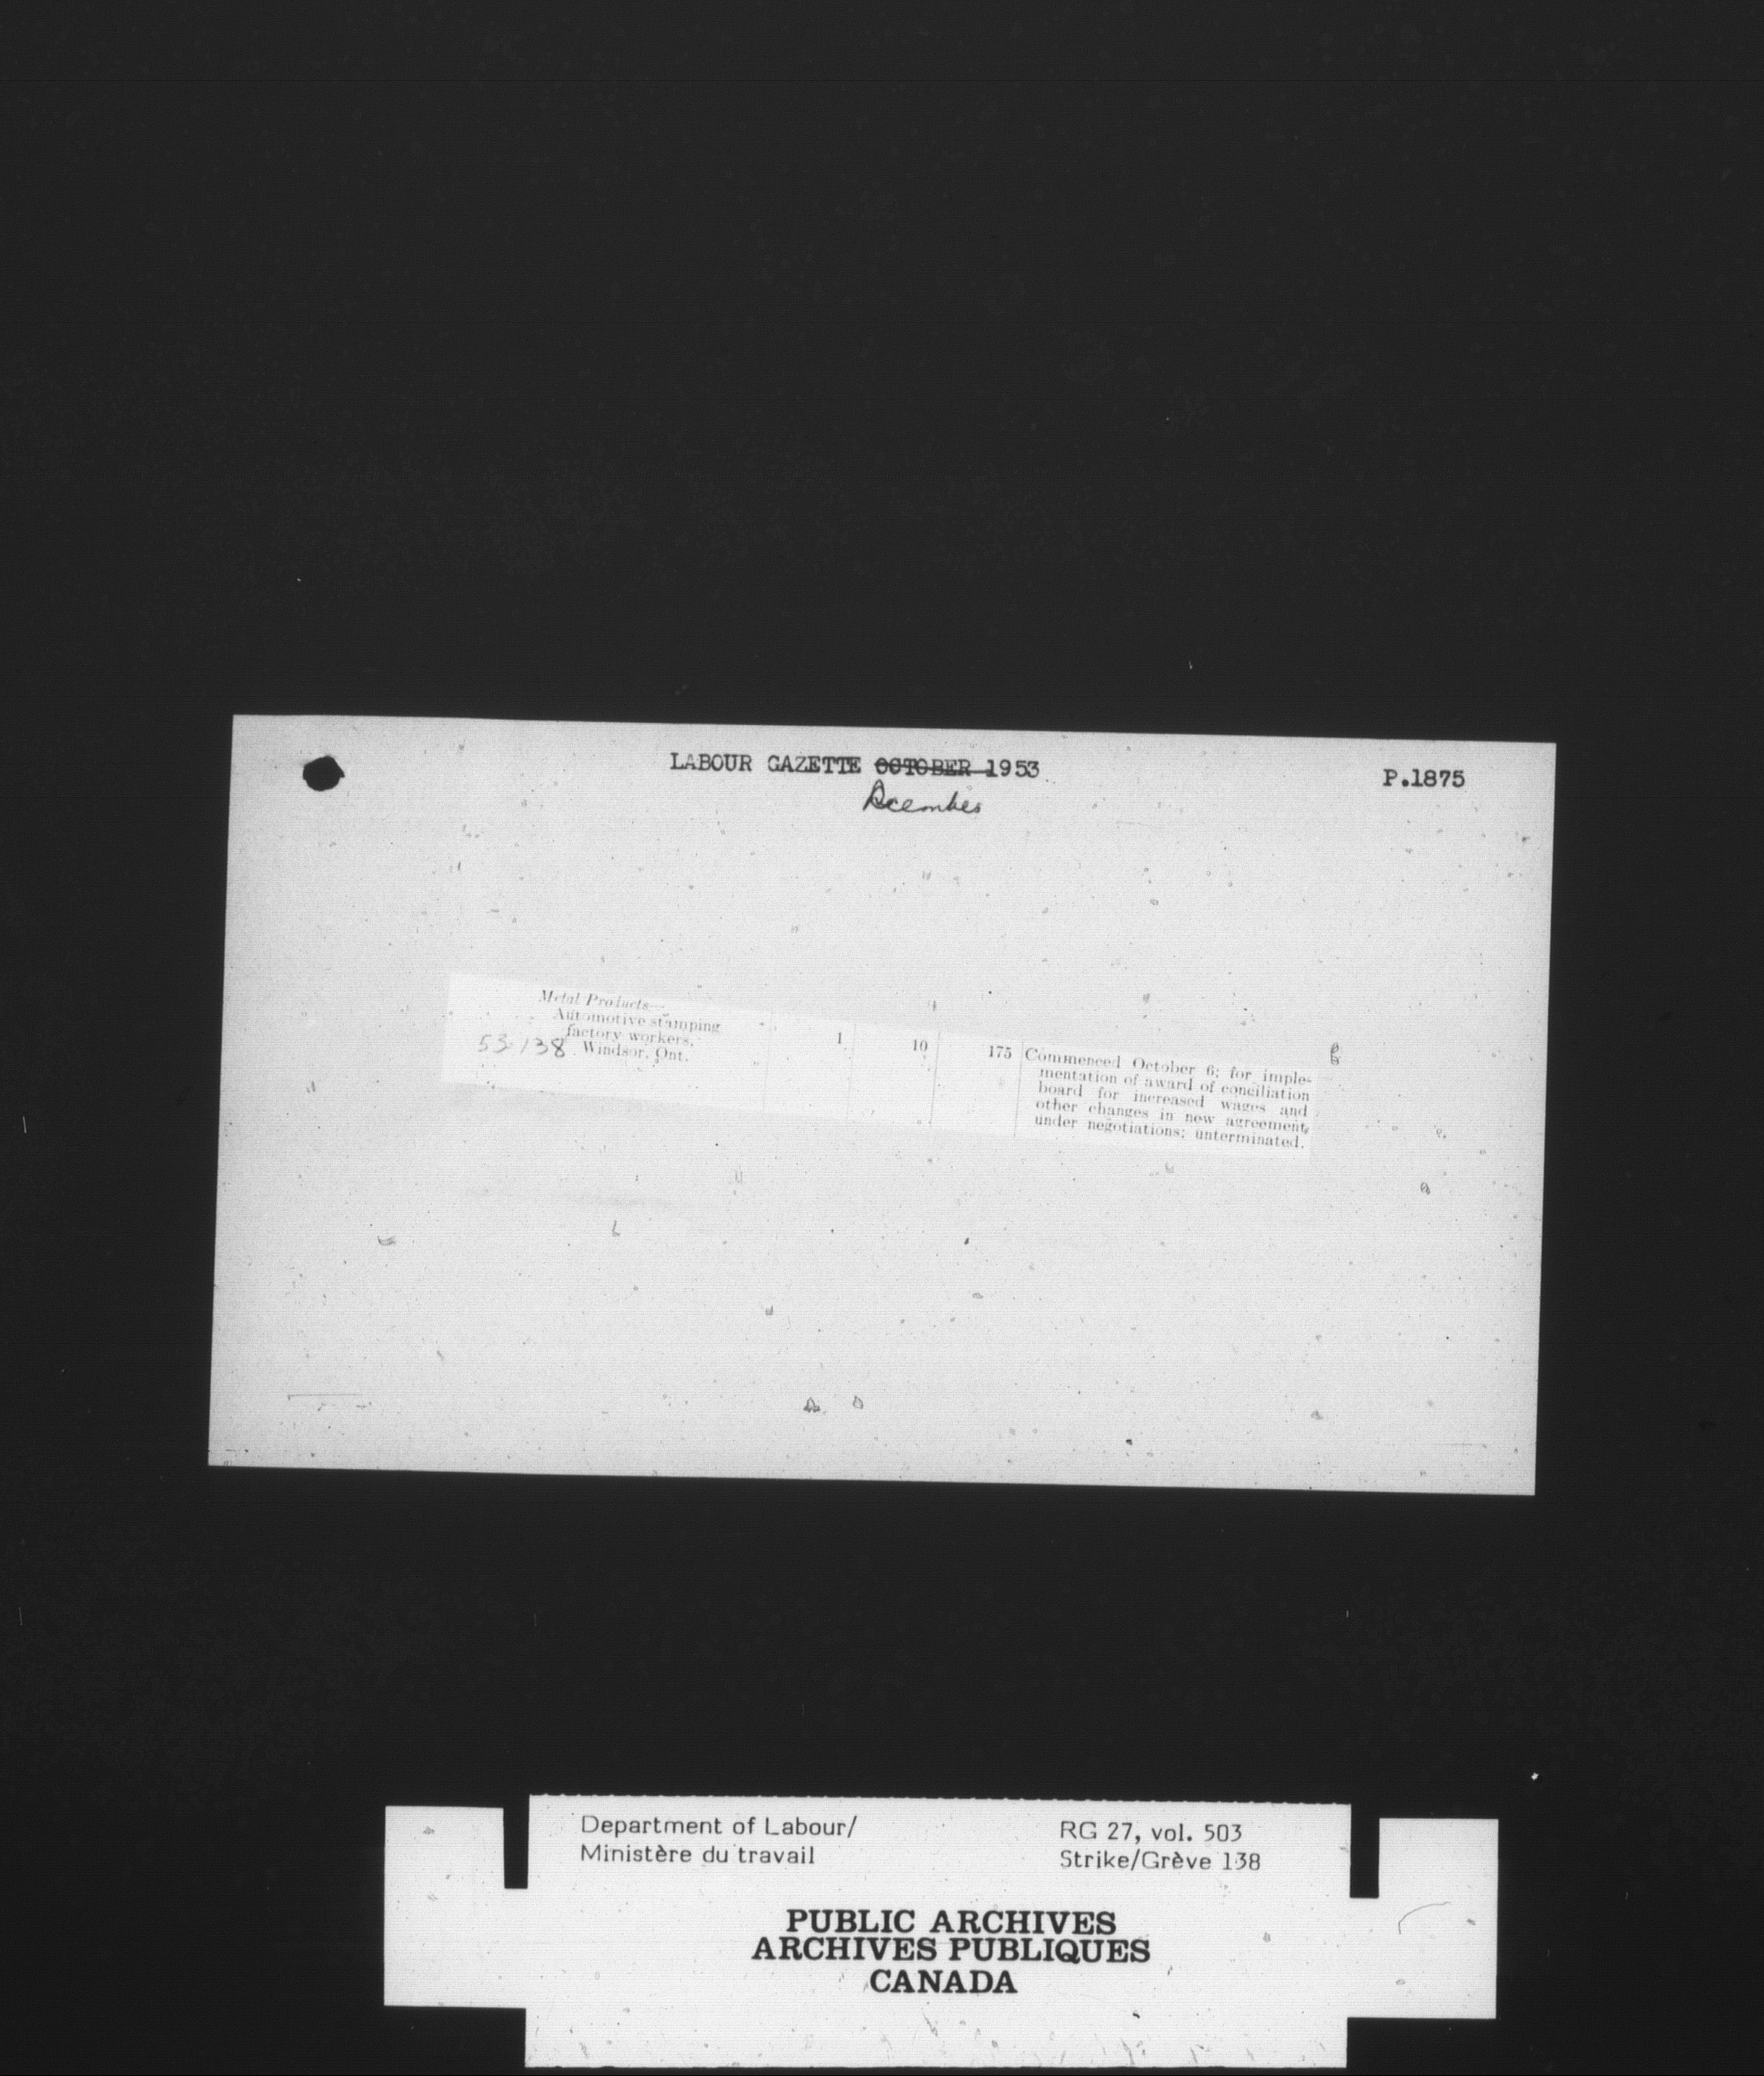 LABOUR GAZETTE OCTOBER 1953
December
P.1875
Metal Products—
Automotive stamping
factory workers,
53-138 Windsor, Ont.
1
10
175
Commenced October 6; for imple-
mentation of award of conciliation
board for increased wages and
other changes in new agreement
under negotiations; unterminated.
Department of Labour/
Ministère du travail
RG 27, vol. 503
Strike/Grève 138
PUBLIC ARCHIVES
ARCHIVES PUBLIQUES
CANADA